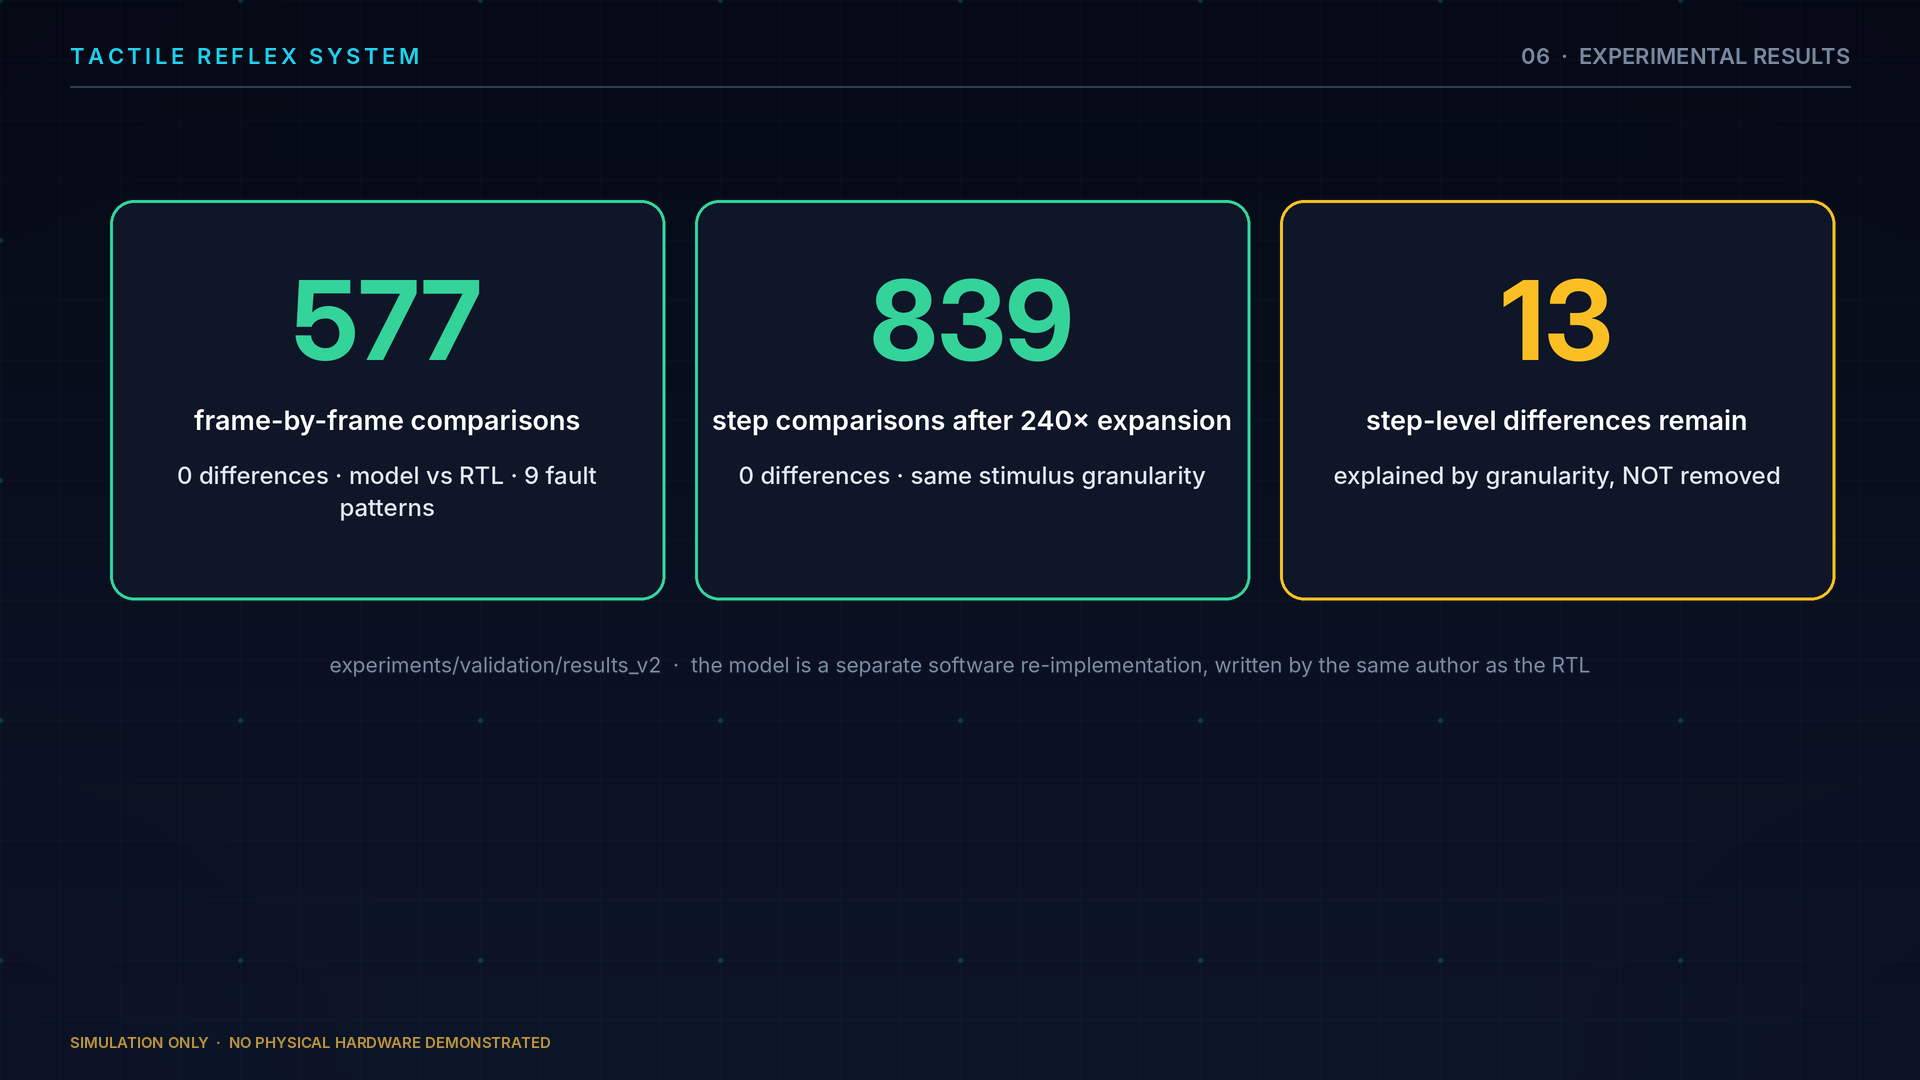 TACTILE REFLEX SYSTEM
06 · EXPERIMENTAL RESULTS
577
frame-by-frame comparisons
0 differences · model vs RTL · 9 fault
patterns
839
step comparisons after 240× expansion
0 differences · same stimulus granularity
13
step-level differences remain
explained by granularity, NOT removed
experiments/validation/results_v2 · the model is a separate software re-implementation, written by the same author as the RTL
SIMULATION ONLY · NO PHYSICAL HARDWARE DEMONSTRATED